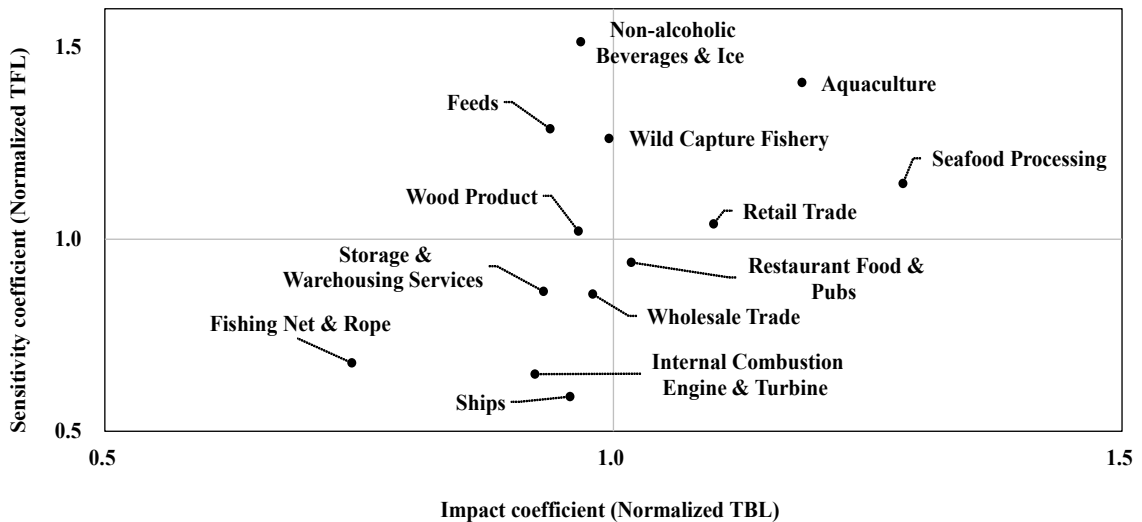 Non-alcoholic
Beverages & Ice
1.5
Aquaculture
Feeds
Wild Capture Fishery
Seafood Processing
Wood Product
Retail Trade
1.0
Storage &
Warehousing Services
Restaurant Food &
Pubs
Fishing Net & Rope
Wholesale Trade
Internal Combustion
Engine & Turbine
Ships
0.5
0.5
1.0
1.5
Impact coefficient (Normalized TBL)
Sensitivity coefficient (Normalized TFL)